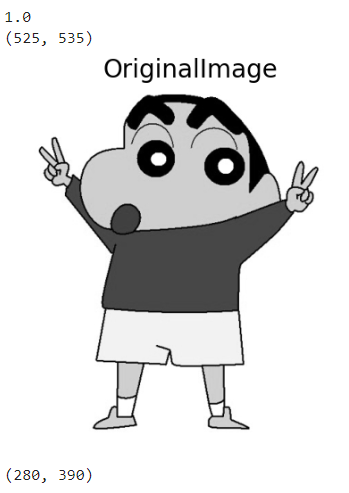 1.0
(525, 535)
OriginalImage
(280, 390)